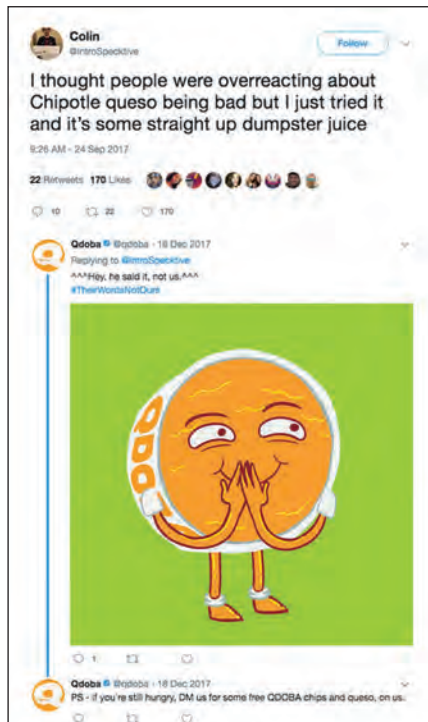 Colin
@IntroSpecktive
Follow
I thought people were overreacting about
Chipotle queso being bad but I just tried it
and it's some straight up dumpster juice
9:26 AM - 24 Sep 2017
22 Retweets 170 Likes
10 22 170
Qdoba @qdoba · 18 Dec 2017
Replying to @IntroSpecktive
^^^Hey, he said it, not us.^^^
#TheirWordsNotOurs
QDO
1
Qdoba @qdoba · 18 Dec 2017
PS - if you're still hungry, DM us for some free QDOBA chips and queso, on us.